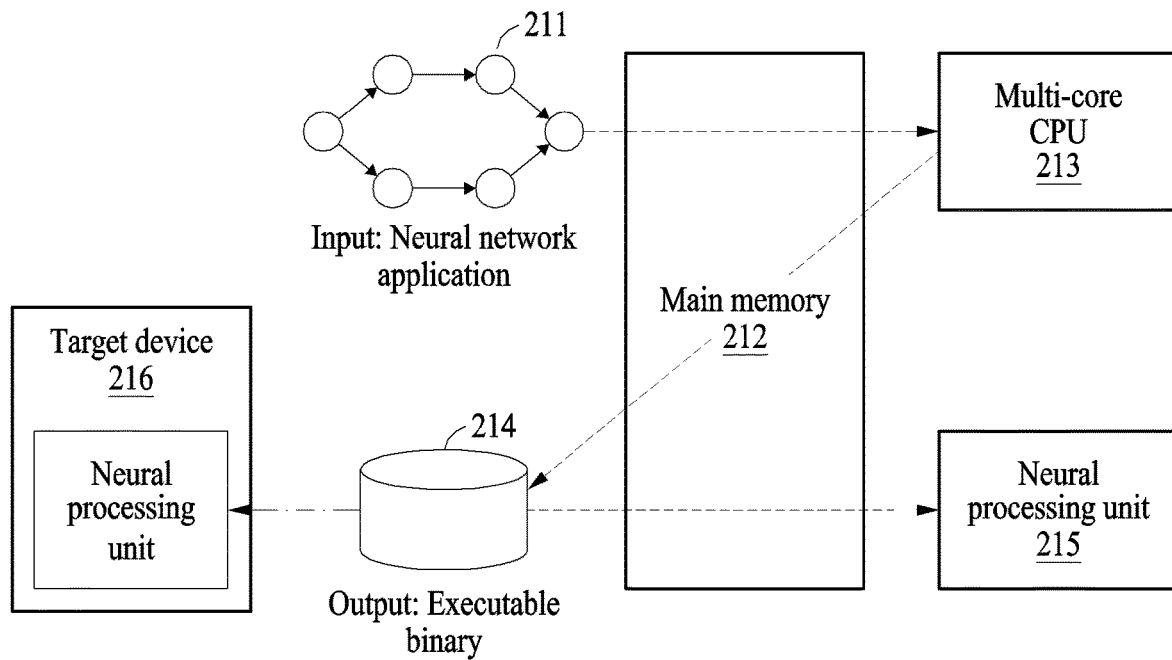 211
Input: Neural network
application
Main memory
212
Multi-core
CPU
213
Target device
216
Neural
processing
unit
214
Output: Executable
binary
Neural
processing unit
215